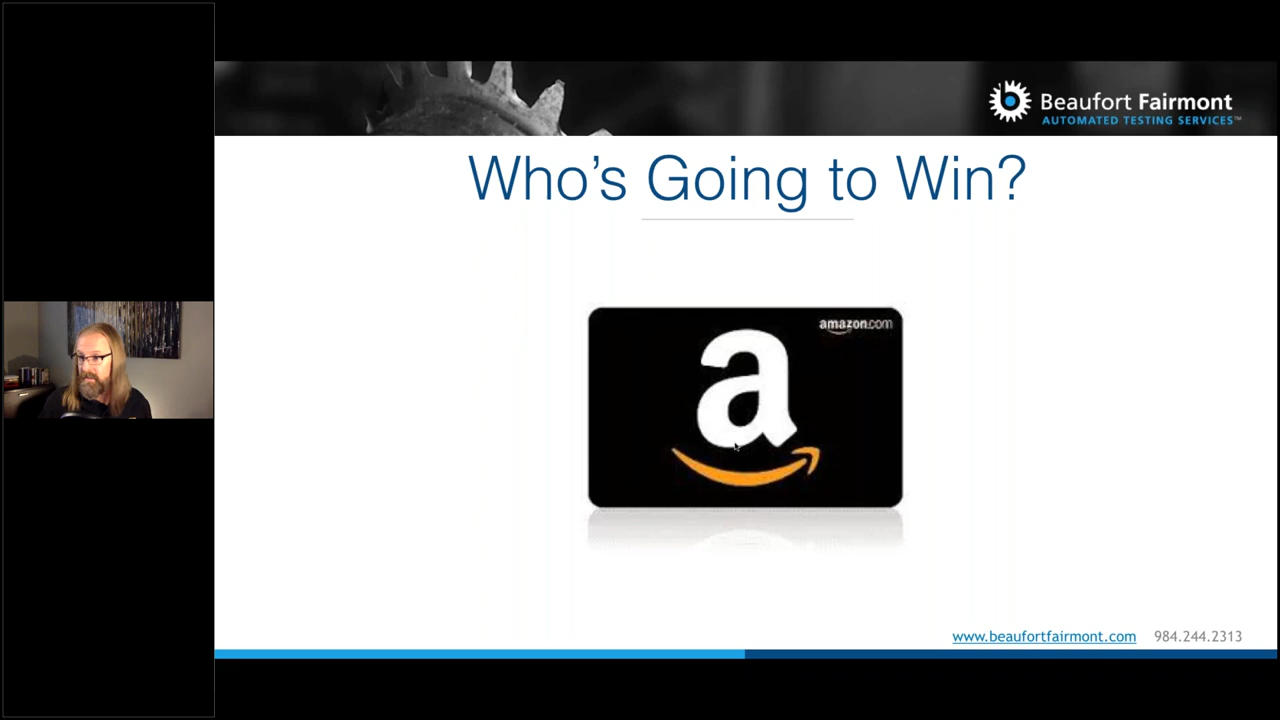 Beaufort Fairmont
AUTOMATED TESTING SERVICES™
Who's Going to Win?
amazon.com
a
www.beaufortfairmont.com 984.244.2313